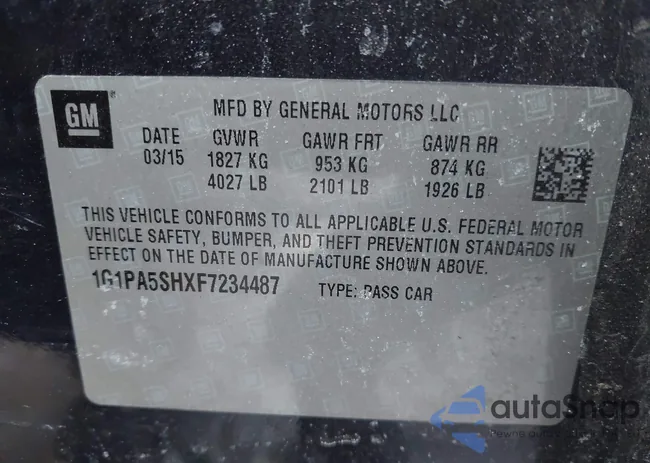 GM
MFD BY GENERAL MOTORS LLC
DATE GVWR GAWR FRT GAWR RR
03/15 1827 KG 953 KG 874 KG
4027 LB 2101 LB 1926 LB
THIS VEHICLE CONFORMS TO ALL APPLICABLE U.S. FEDERAL MOTOR
VEHICLE SAFETY, BUMPER, AND THEFT PREVENTION STANDARDS IN
EFFECT ON THE DATE OF MANUFACTURE SHOWN ABOVE.
1G1PA5SHXF7234487 TYPE: PASS CAR
autaSnap